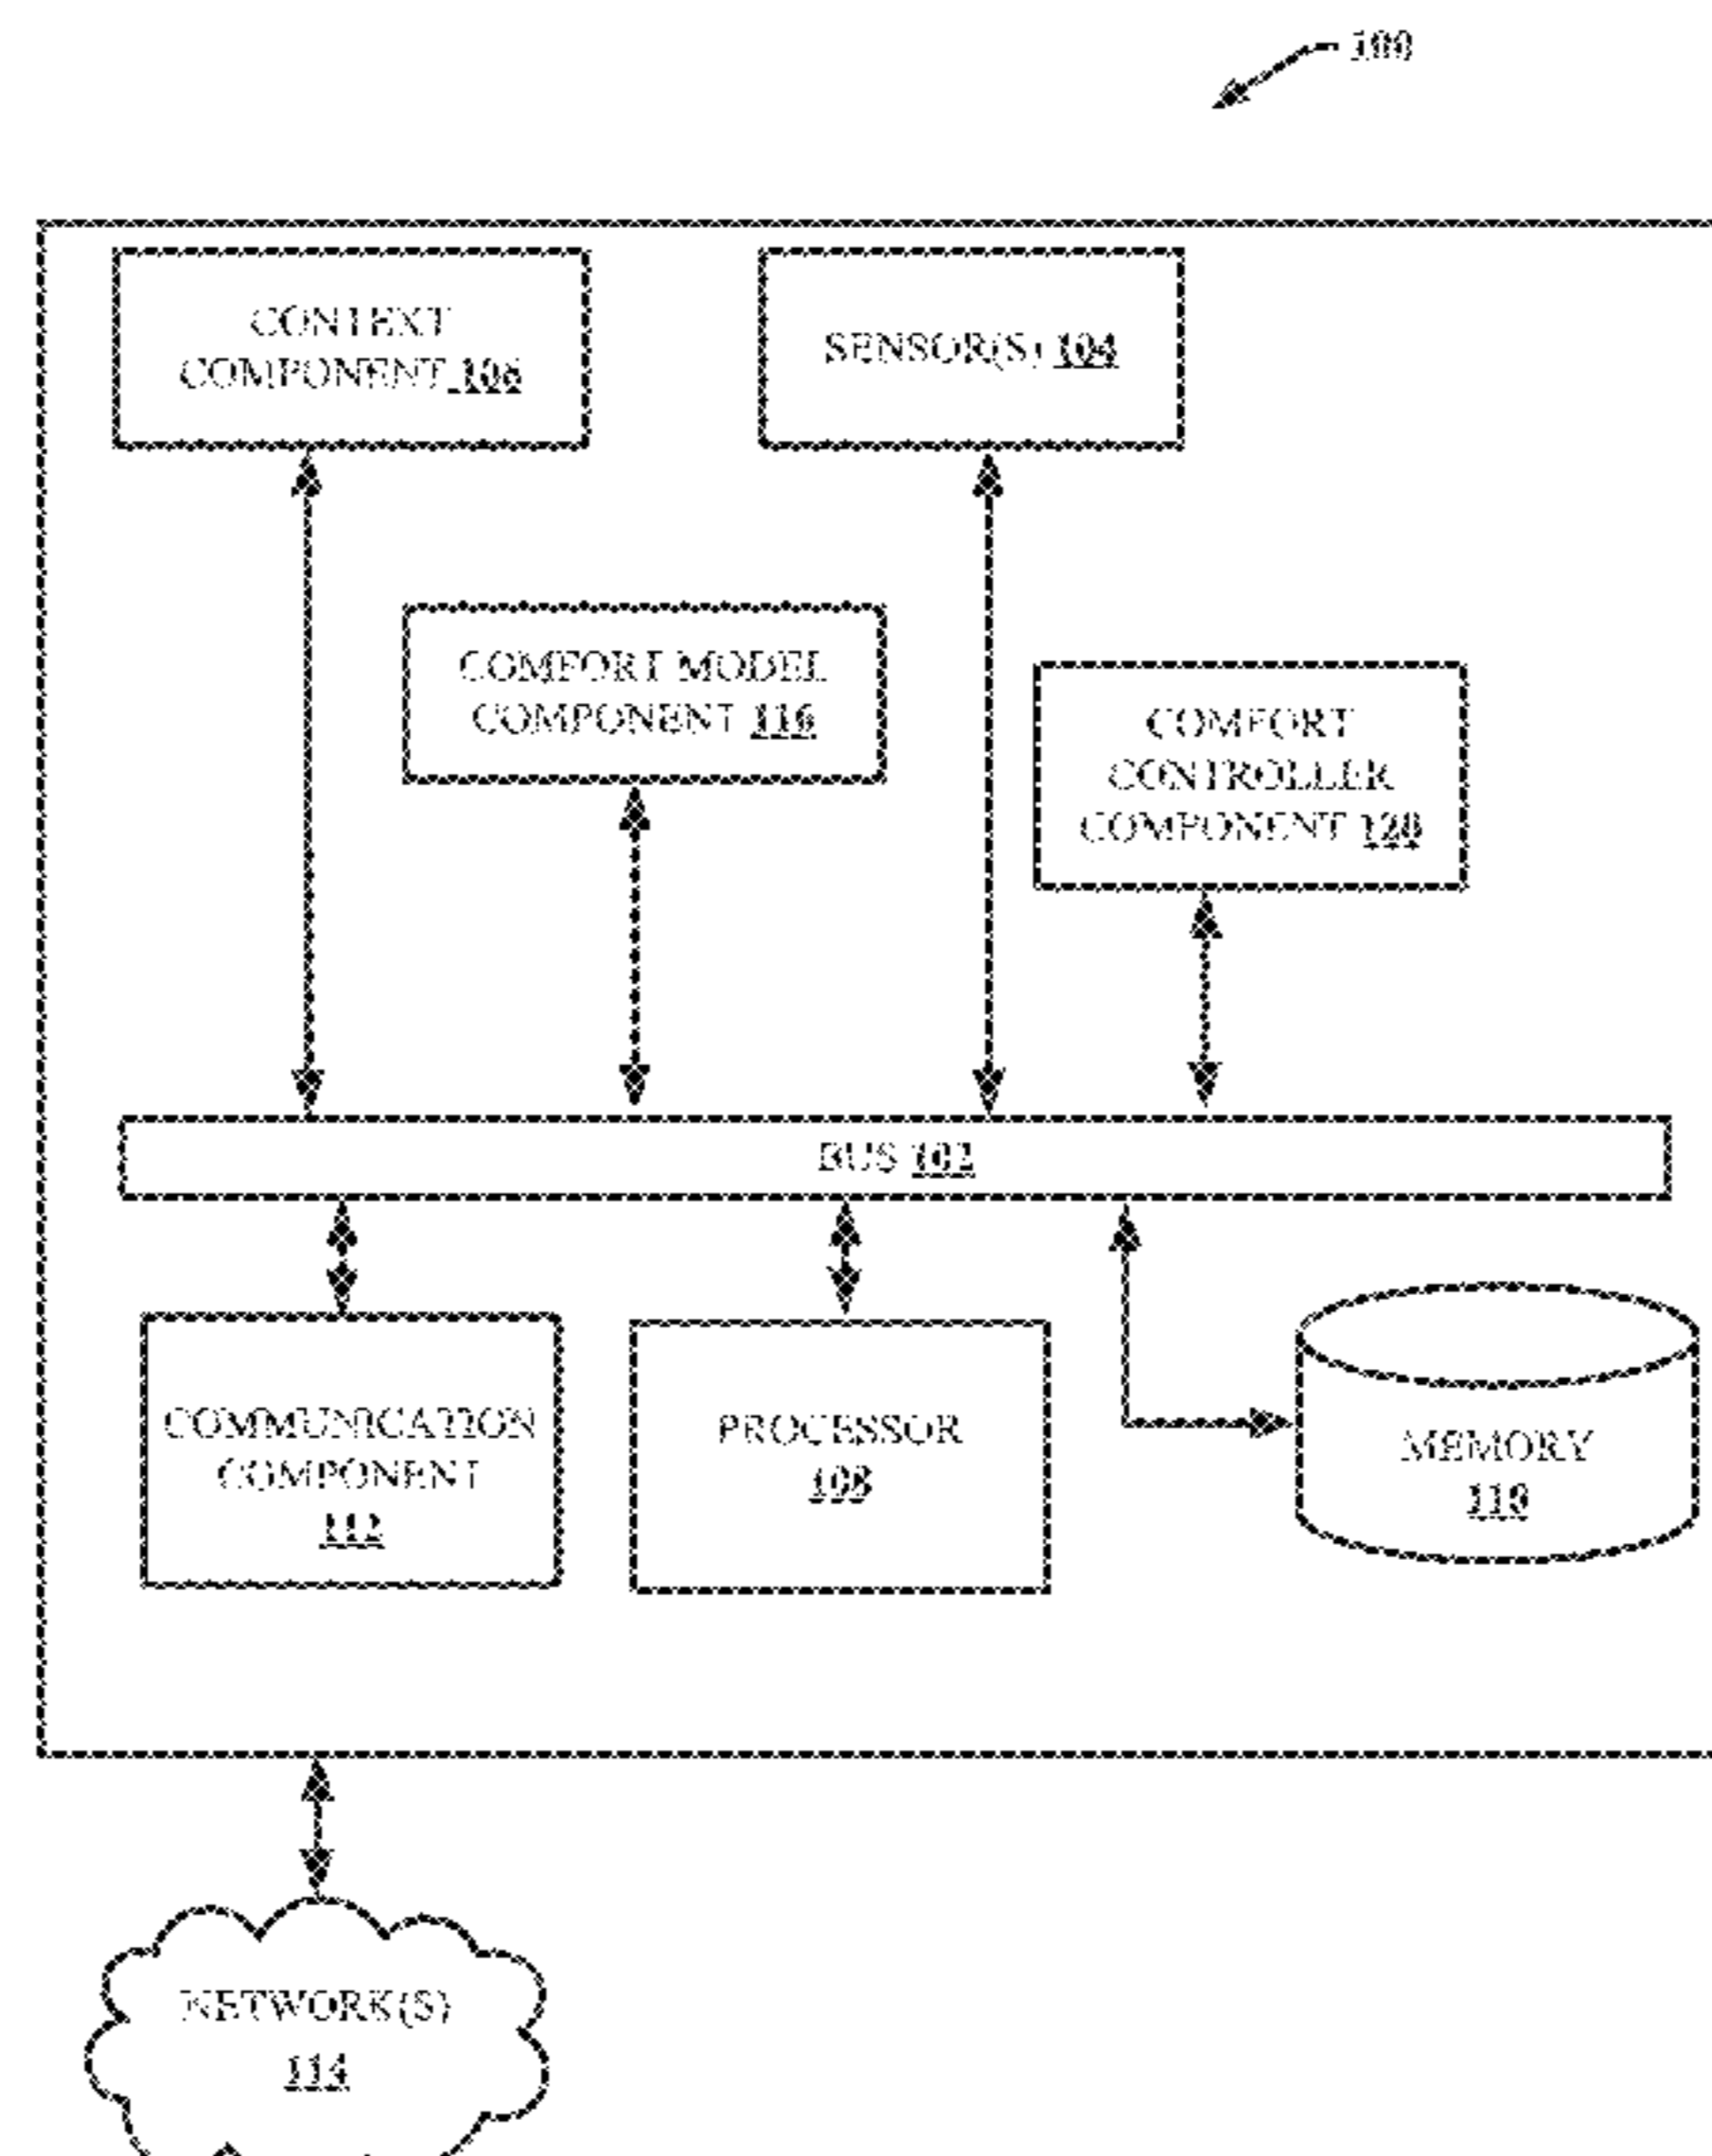 100
CONTEXT
COMPONENT 106
SENSOR(S) 104
COMFORT MODEL
COMPONENT 116
COMFORT
CONTROLLER
COMPONENT 120
BUS 102
COMMUNICATION
COMPONENT
112
PROCESSOR
108
MEMORY
110
NETWORK(S)
114